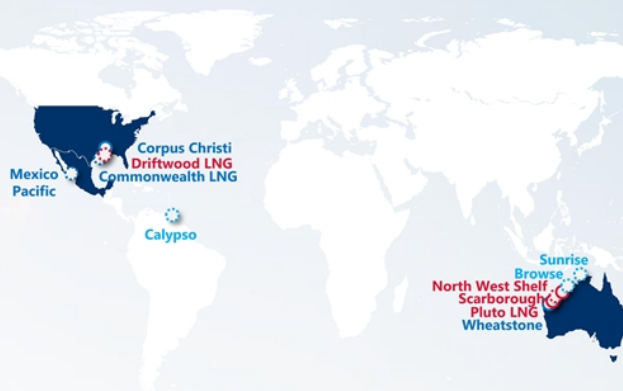 Corpus Christi
Driftwood LNG
Commonwealth LNG
Mexico
Pacific
Calypso
Sunrise
Browse
North West Shelf
Scarborough
Pluto LNG
Wheatstone